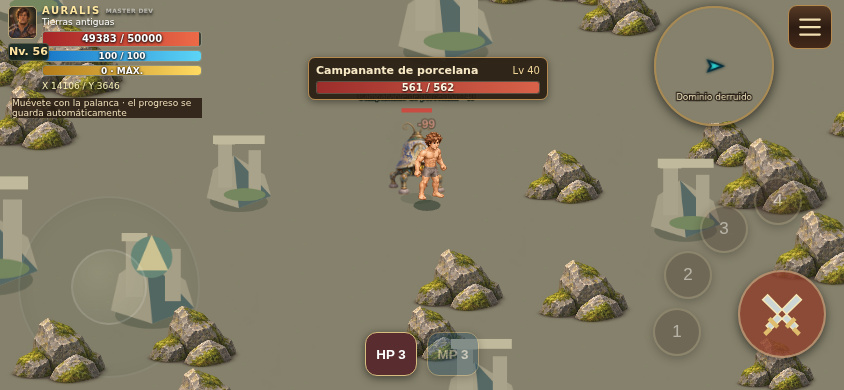 AURALIS MASTER DEV
Tierras antiguas
49383 / 50000
Nv. 56
100 / 100
0 · MÁX.
X 14106 / Y 3646
Muévete con la palanca · el progreso se
guarda automáticamente
Campanante de porcelana Lv 40
561 / 562
-99
Dominio derruido
4
3
2
1
HP 3
MP 3